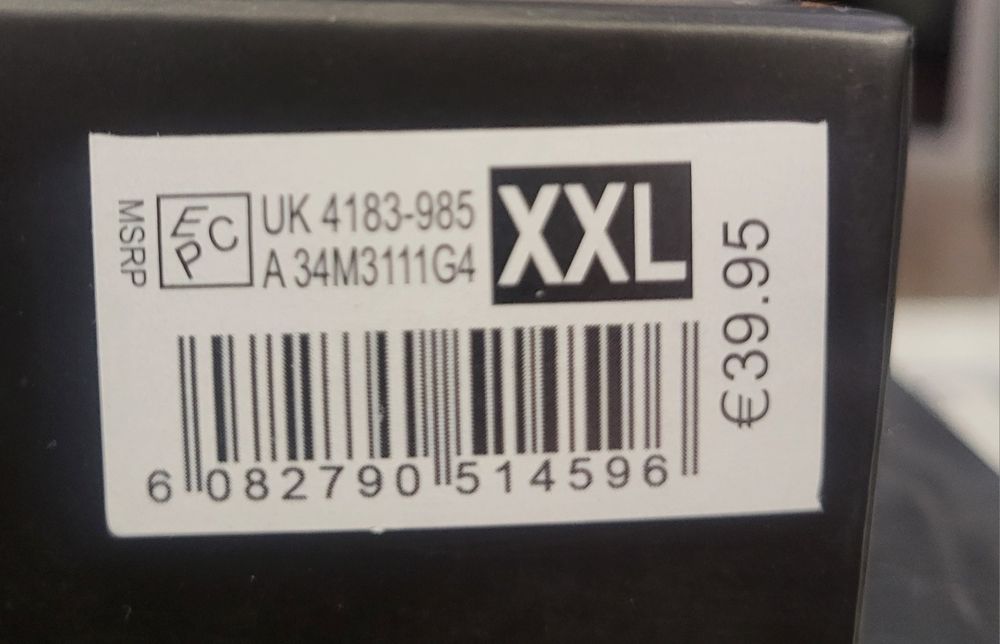 MSRP
EPC
UK 4183-985
A 34M3111G4
XXL
€39.95
6 082790 514596